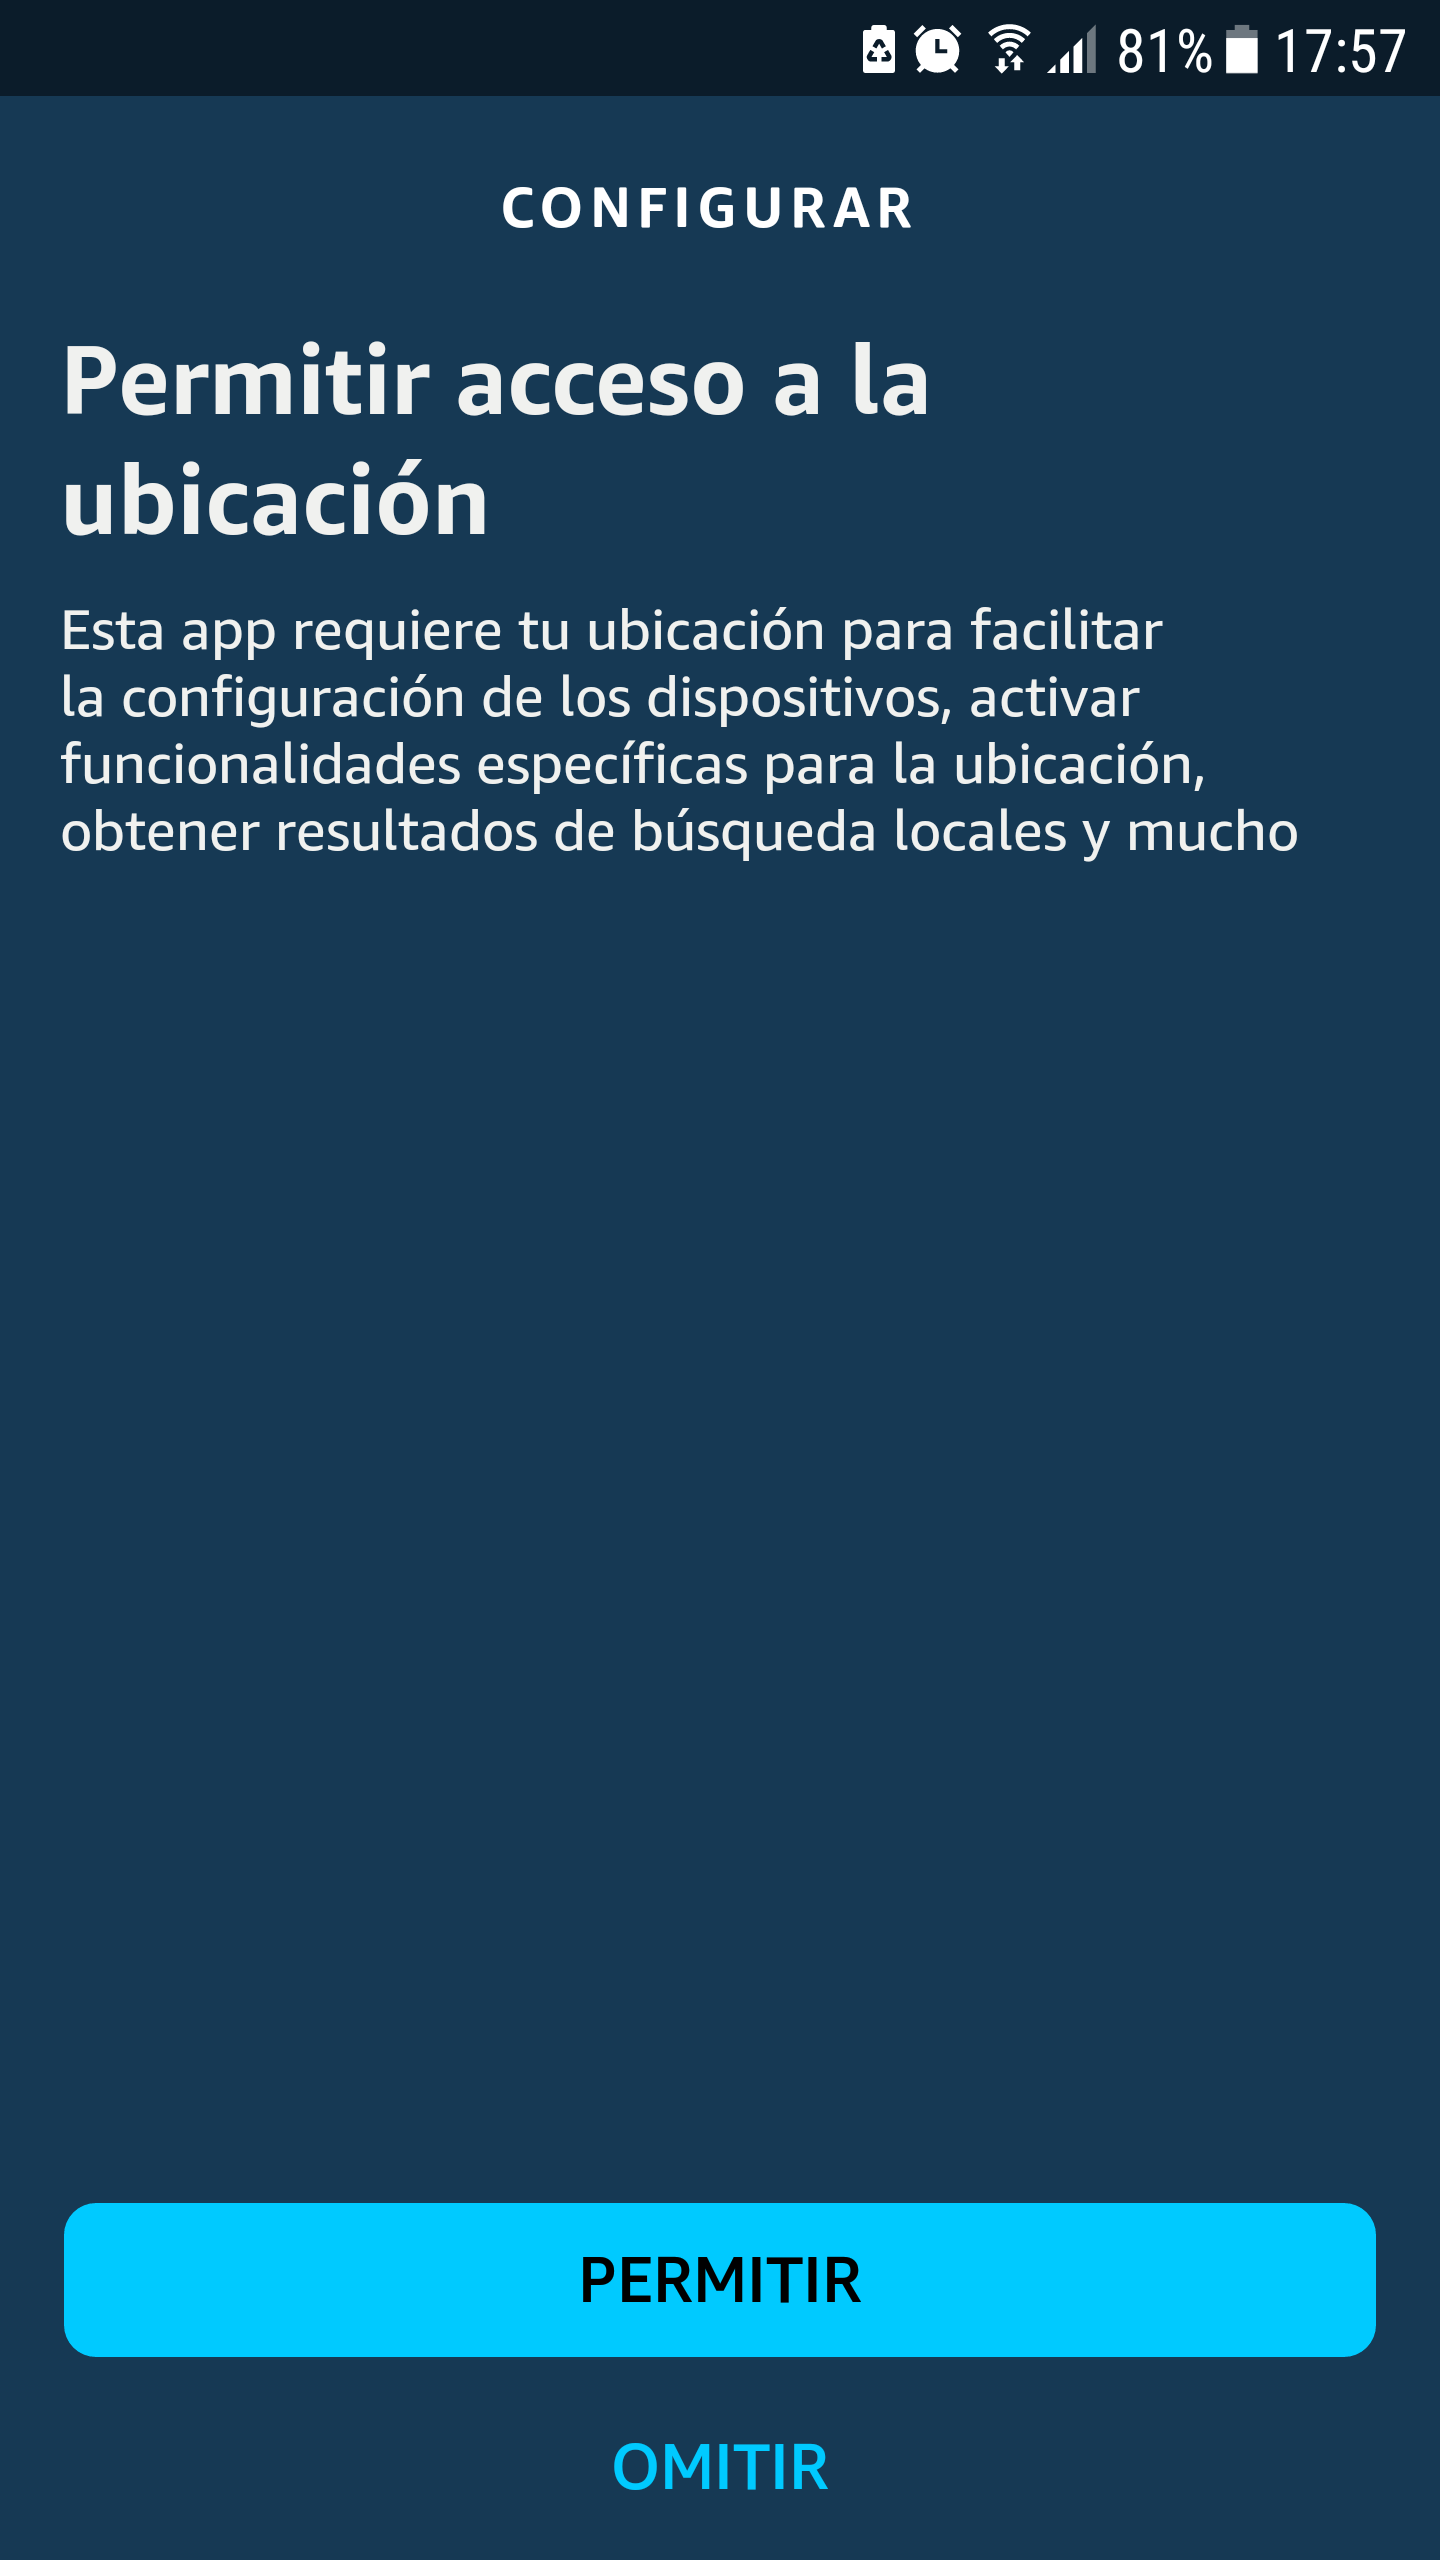 81% 17:57
CONFIGURAR
Permitir acceso a la
ubicación
Esta app requiere tu ubicación para facilitar
la configuración de los dispositivos, activar
funcionalidades específicas para la ubicación,
obtener resultados de búsqueda locales y mucho
PERMITIR
OMITIR